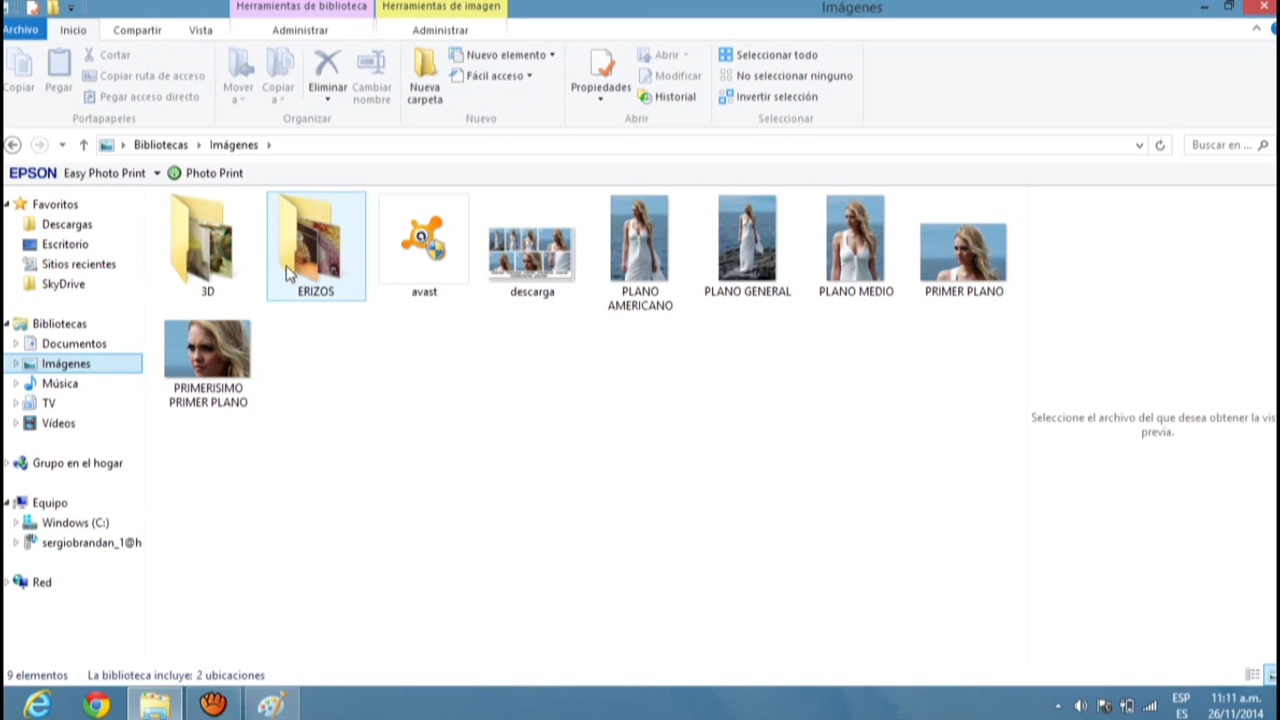 Herramientas de biblioteca
Herramientas de imagen
Imágenes
Archivo
Inicio
Compartir
Vista
Administrar
Administrar
Copiar
Pegar
Cortar
Copiar ruta de acceso
Pegar acceso directo
Portapapeles
Mover a
Copiar a
Eliminar
Cambiar nombre
Organizar
Nueva carpeta
Nuevo elemento
Fácil acceso
Nuevo
Propiedades
Abrir
Modificar
Historial
Abrir
Seleccionar todo
No seleccionar ninguno
Invertir selección
Seleccionar
Bibliotecas
Imágenes
Buscar en ...
EPSON Easy Photo Print
Photo Print
Favoritos
Descargas
Escritorio
Sitios recientes
SkyDrive
Bibliotecas
Documentos
Imágenes
Música
TV
Vídeos
Grupo en el hogar
Equipo
Windows (C:)
sergiobrandan_1@h
Red
3D
ERIZOS
avast
descarga
PLANO
AMERICANO
PLANO GENERAL
PLANO MEDIO
PRIMER PLANO
PRIMERISIMO
PRIMER PLANO
Seleccione el archivo del que desea obtener la vis
previa.
9 elementos
La biblioteca incluye: 2 ubicaciones
ESP
ES
11:11 a.m.
26/11/2014